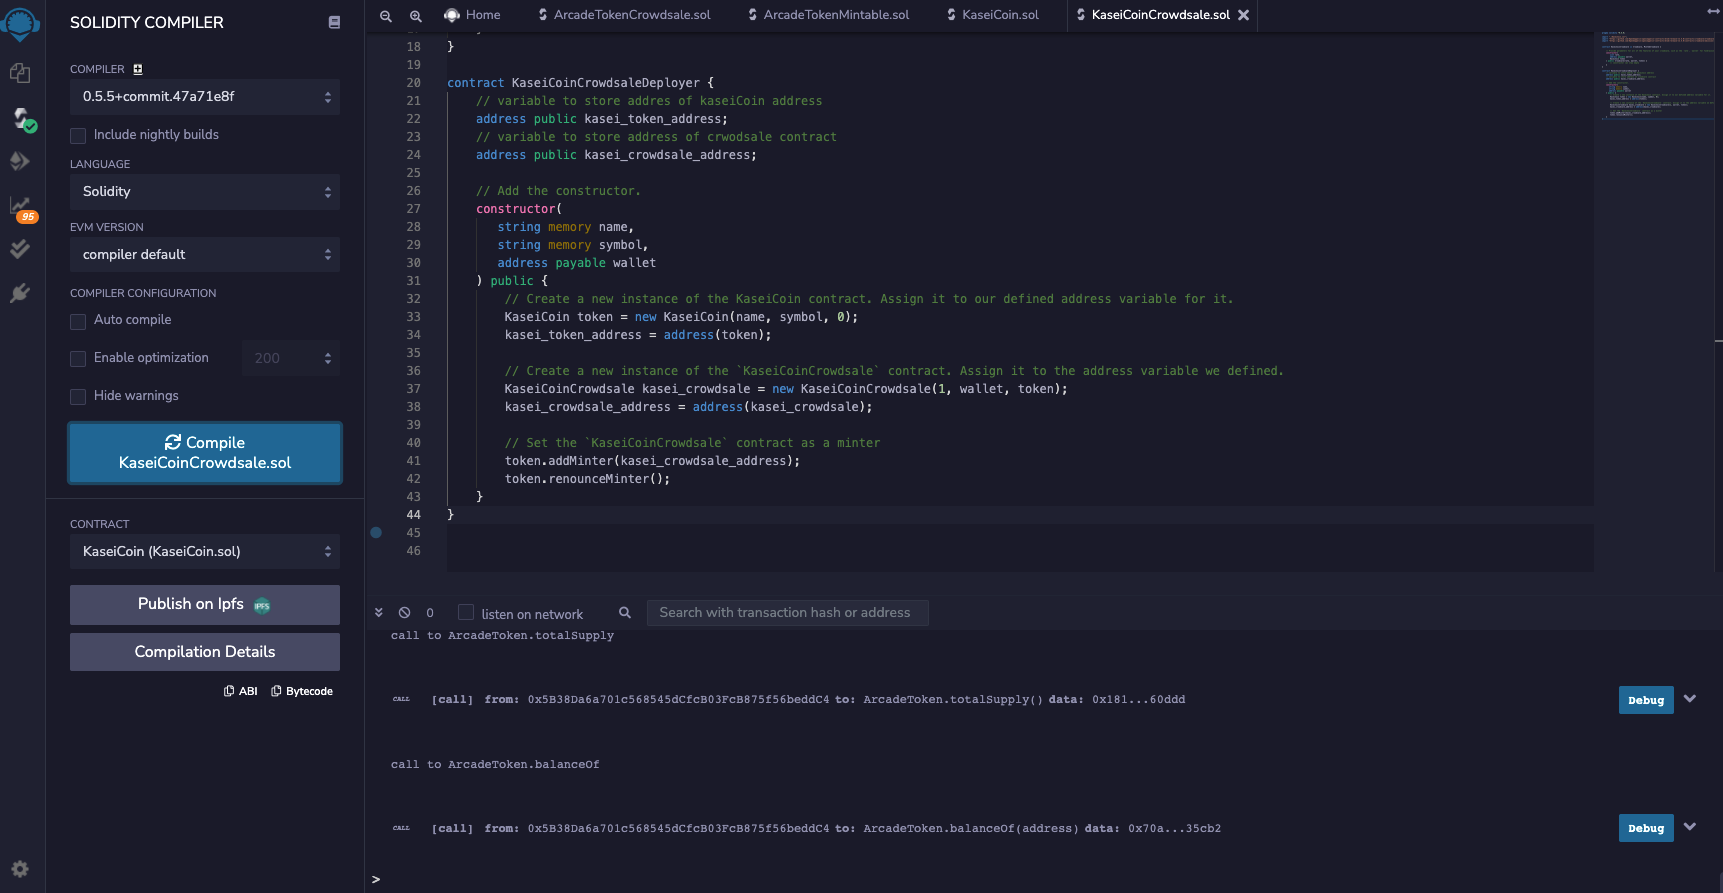 SOLIDITY COMPILER
COMPILER
0.5.5+commit.47a71e8f
Include nightly builds
LANGUAGE
Solidity
EVM VERSION
compiler default
COMPILER CONFIGURATION
Auto compile
Enable optimization
200
Hide warnings
Compile
KaseiCoinCrowdsale.sol
CONTRACT
KaseiCoin (KaseiCoin.sol)
Publish on Ipfs IPFS
Compilation Details
ABI Bytecode
95
Home ArcadeTokenCrowdsale.sol ArcadeTokenMintable.sol KaseiCoin.sol KaseiCoinCrowdsale.sol
18 }
19
20 contract KaseiCoinCrowdsaleDeployer {
21 // variable to store addres of kaseiCoin address
22 address public kasei_token_address;
23 // variable to store address of crwodsale contract
24 address public kasei_crowdsale_address;
25
26 // Add the constructor.
27 constructor(
28 string memory name,
29 string memory symbol,
30 address payable wallet
31 ) public {
32 // Create a new instance of the KaseiCoin contract. Assign it to our defined address variable for it.
33 KaseiCoin token = new KaseiCoin(name, symbol, 0);
34 kasei_token_address = address(token);
35
36 // Create a new instance of the `KaseiCoinCrowdsale` contract. Assign it to the address variable we defined.
37 KaseiCoinCrowdsale kasei_crowdsale = new KaseiCoinCrowdsale(1, wallet, token);
38 kasei_crowdsale_address = address(kasei_crowdsale);
39
40 // Set the `KaseiCoinCrowdsale` contract as a minter
41 token.addMinter(kasei_crowdsale_address);
42 token.renounceMinter();
43 }
44 }
45
46
0 listen on network Search with transaction hash or address
call to ArcadeToken.totalSupply
CALL [call] from: 0x5B38Da6a701c568545dCfcB03FcB875f56beddC4 to: ArcadeToken.totalSupply() data: 0x181...60ddd Debug
call to ArcadeToken.balanceOf
CALL [call] from: 0x5B38Da6a701c568545dCfcB03FcB875f56beddC4 to: ArcadeToken.balanceOf(address) data: 0x70a...35cb2 Debug
>